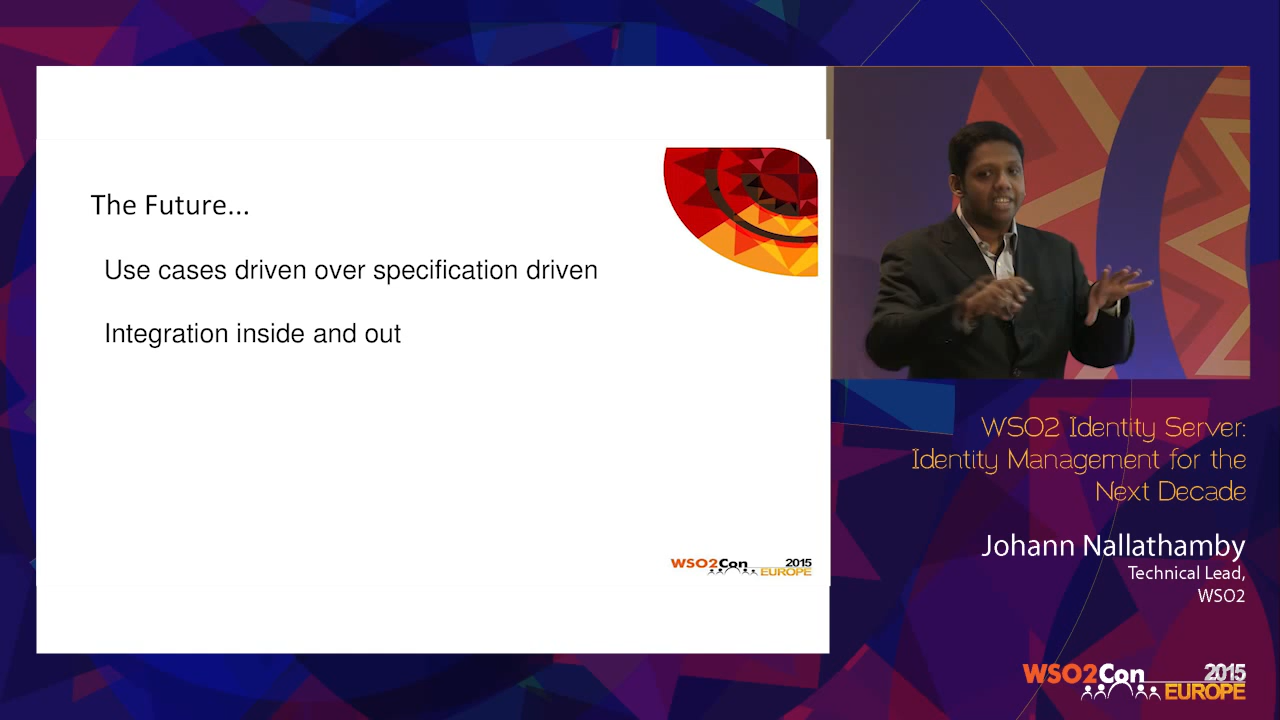 The Future...
Use cases driven over specification driven
Integration inside and out
WSO2Con 2015
EUROPE
WSO2 Identity Server:
Identity Management for the
Next Decade
Johann Nallathamby
Technical Lead,
WSO2
WSO2Con 2015
EUROPE